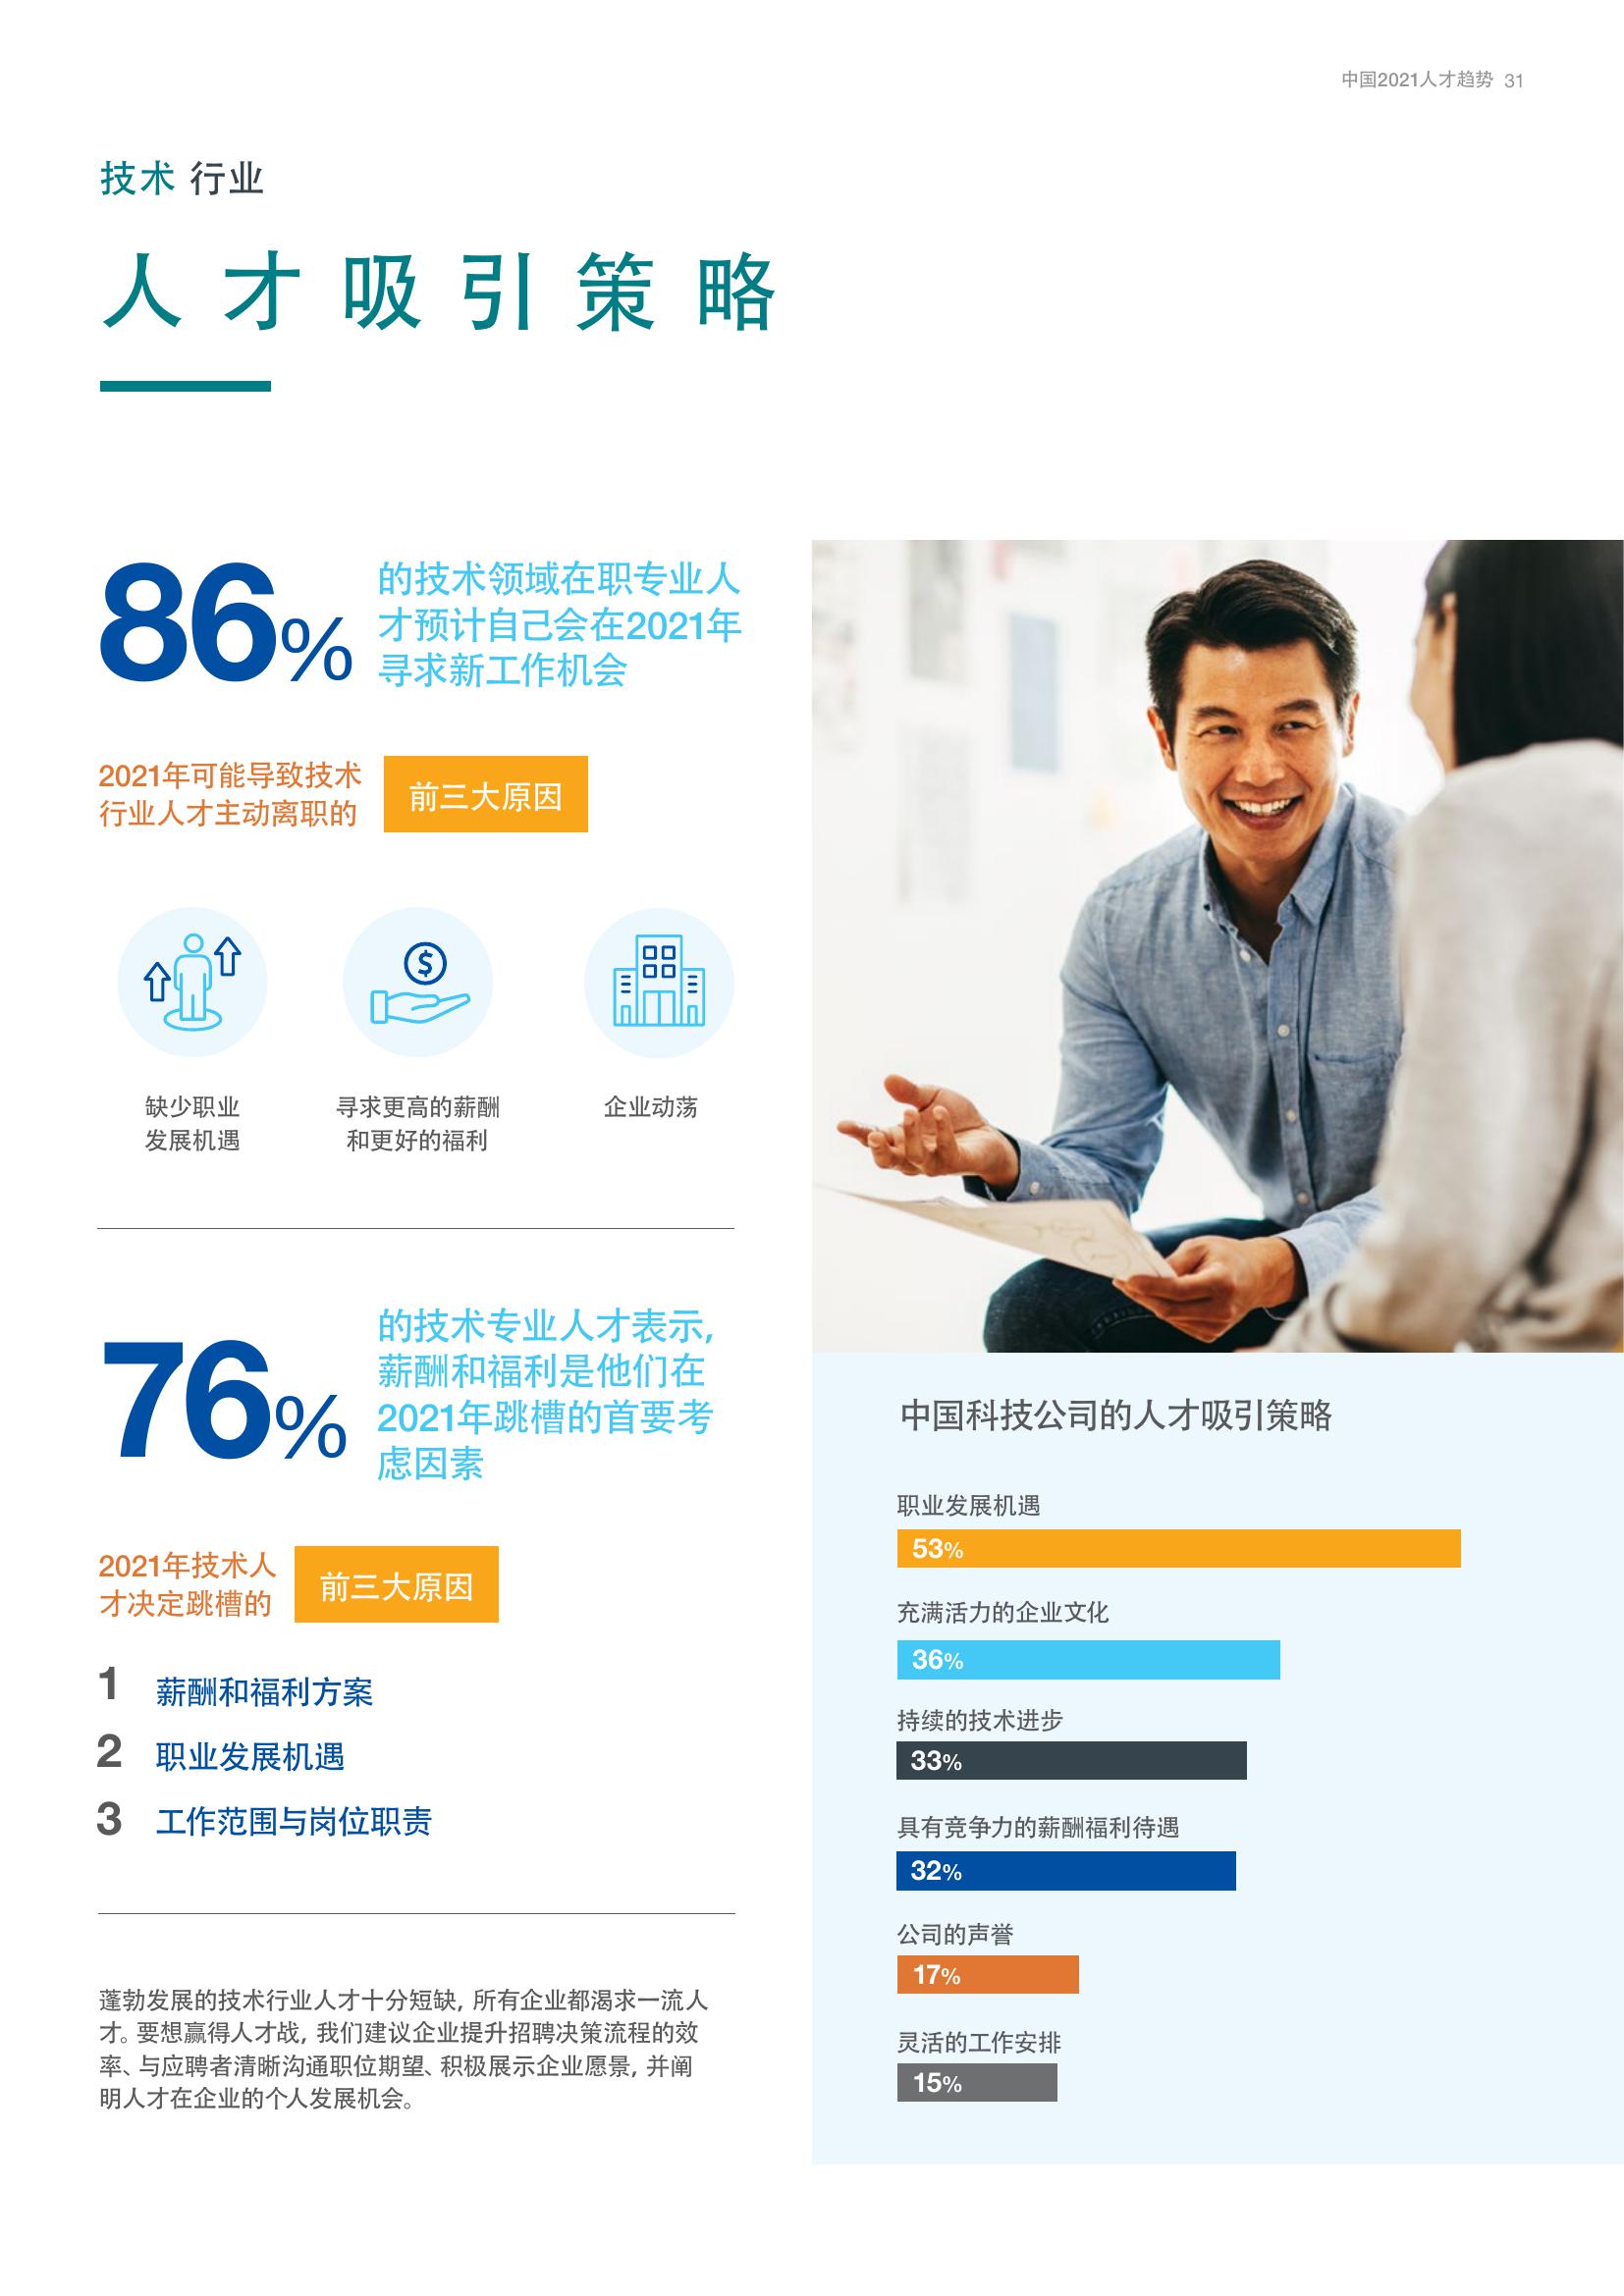 中国2021人才趋势 31
技术 行业
人才吸引策略
86%
的技术领域在职专业人
才预计自己会在2021年
寻求新工作机会
2021年可能导致技术
行业人才主动离职的
前三大原因
$
缺少职业
发展机遇
寻求更高的薪酬
和更好的福利
企业动荡
76%
的技术专业人才表示,
薪酬和福利是他们在
2021年跳槽的首要考
虑因素
2021年技术人
才决定跳槽的
前三大原因
1 薪酬和福利方案
2 职业发展机遇
3 工作范围与岗位职责
蓬勃发展的技术行业人才十分短缺, 所有企业都渴求一流人
才。要想赢得人才战, 我们建议企业提升招聘决策流程的效
率、与应聘者清晰沟通职位期望、积极展示企业愿景, 并阐
明人才在企业的个人发展机会。
中国科技公司的人才吸引策略
职业发展机遇
53%
充满活力的企业文化
36%
持续的技术进步
33%
具有竞争力的薪酬福利待遇
32%
公司的声誉
17%
灵活的工作安排
15%